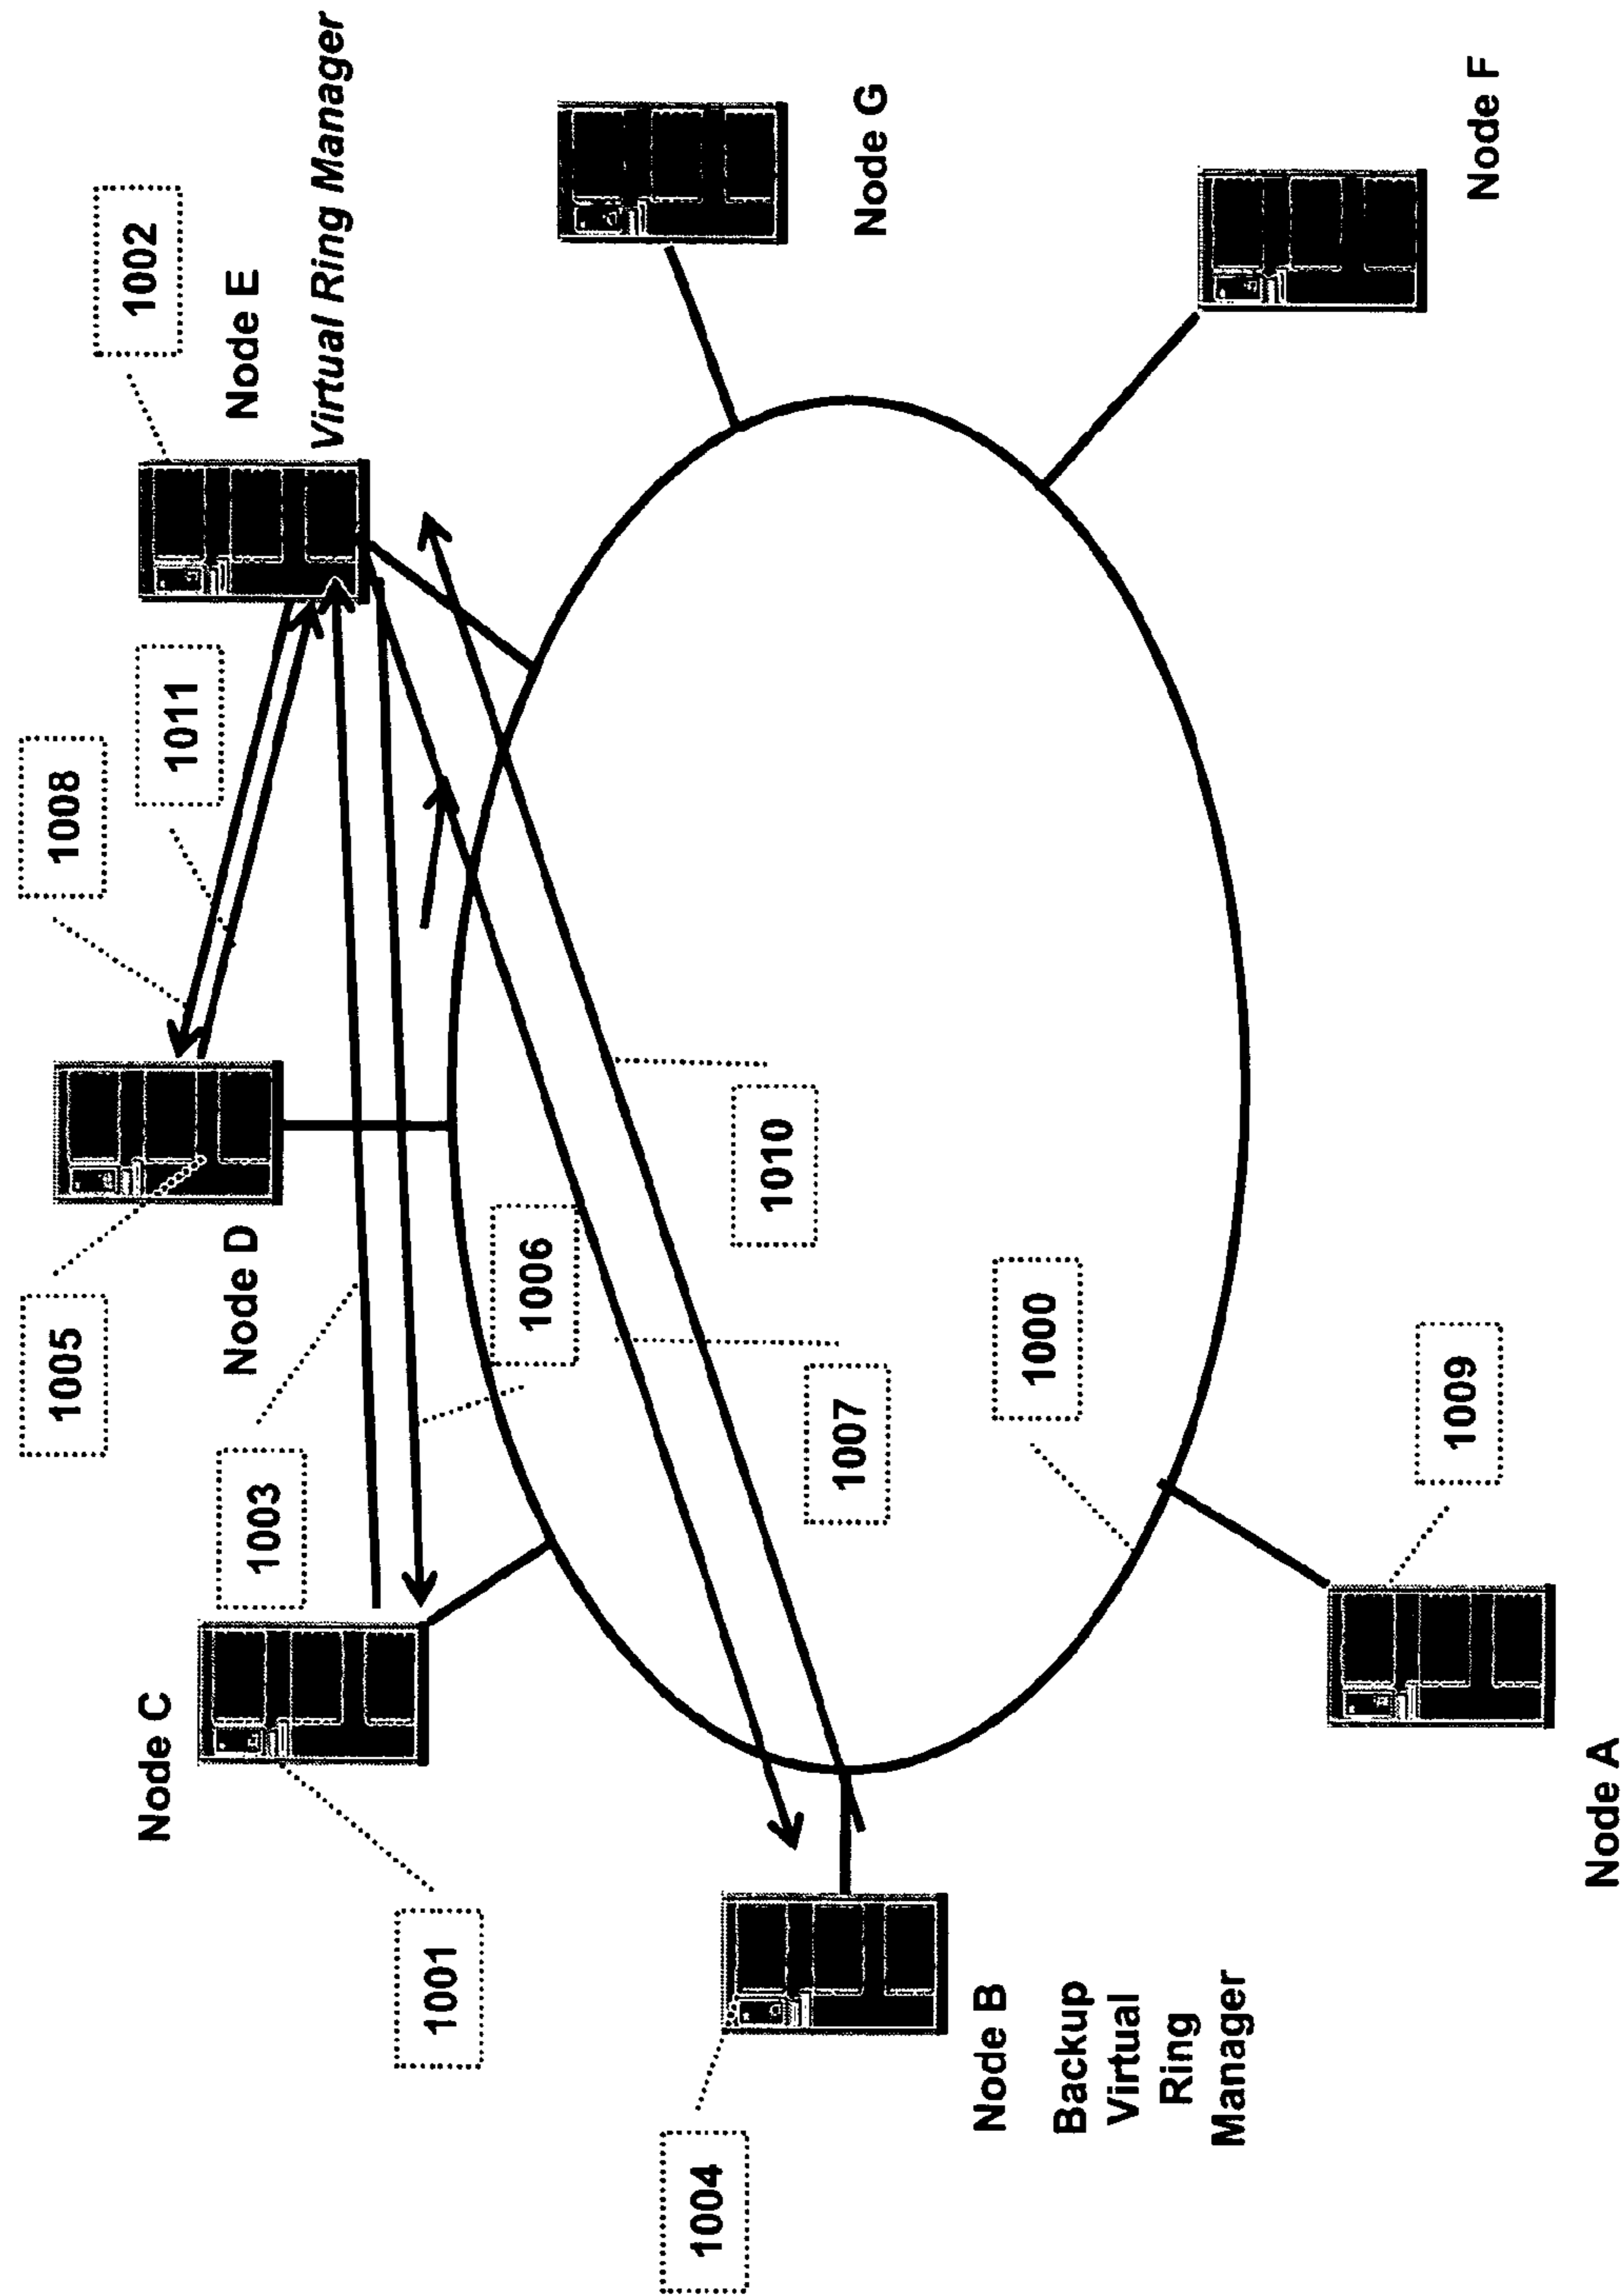 1002
Node E
Virtual Ring Manager
1008
1011
Node G
Node F
1005
Node D
1003
1006
1010
1007
1000
1009
Node C
1001
Node A
1004
Node B
Backup
Virtual
Ring
Manager